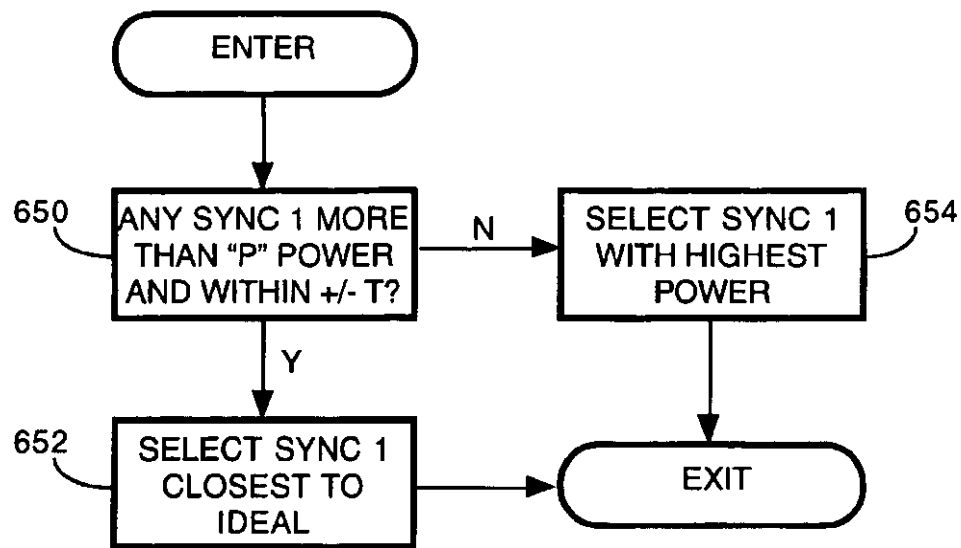 ENTER
650
ANY SYNC 1 MORE
THAN “P” POWER
AND WITHIN +/- T?
N
SELECT SYNC 1
WITH HIGHEST
POWER
654
Y
652
SELECT SYNC 1
CLOSEST TO
IDEAL
EXIT